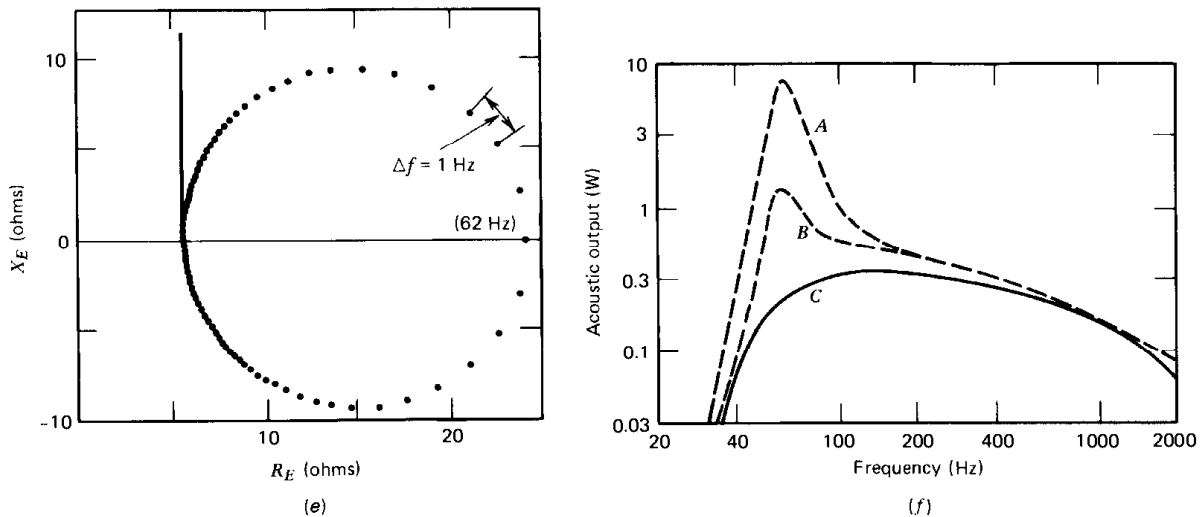 10
0
-10
X_E (ohms)
Δf = 1 Hz
(62 Hz)
10
20
R_E (ohms)
(e)
10
3
1
0.3
0.1
0.03
Acoustic output (W)
A
B
C
20
40
100
200
400
1000
2000
Frequency (Hz)
(f)